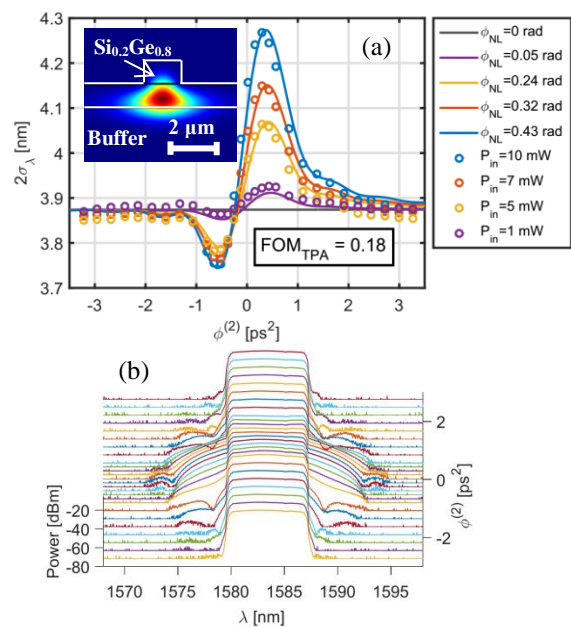 (a)
Si0.2Ge0.8
Buffer
2 μm
FOM_TPA = 0.18
2σλ [nm]
4.3
4.2
4.1
4
3.9
3.8
3.7
-3 -2 -1 0 1 2 3
ϕ(2) [ps2]
ϕNL=0 rad
ϕNL=0.05 rad
ϕNL=0.24 rad
ϕNL=0.32 rad
ϕNL=0.43 rad
Pin=10 mW
Pin=7 mW
Pin=5 mW
Pin=1 mW
(b)
Power [dBm]
-20
-40
-60
-80
2
0
-2
ϕ(2) [ps2]
1570 1575 1580 1585 1590 1595
λ [nm]